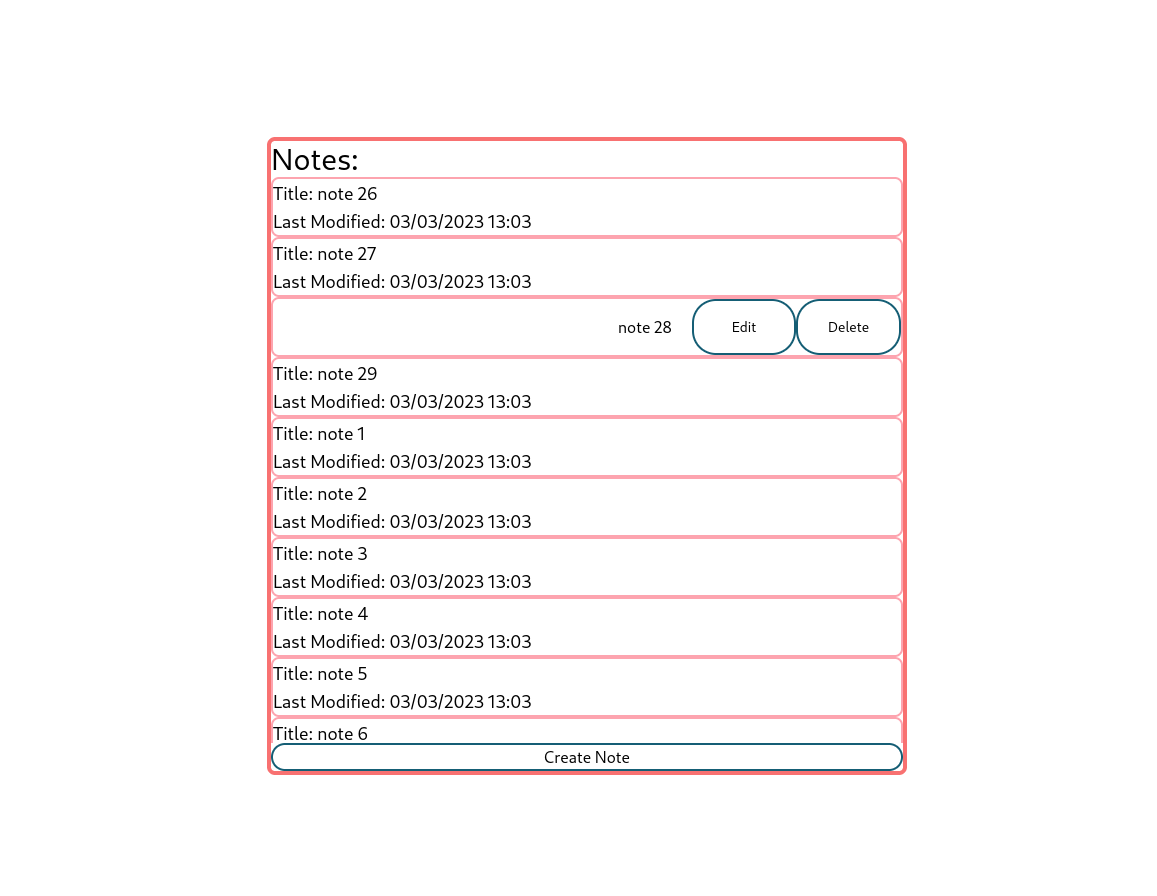 Notes:
Title: note 26
Last Modified: 03/03/2023 13:03
Title: note 27
Last Modified: 03/03/2023 13:03
note 28 Edit Delete
Title: note 29
Last Modified: 03/03/2023 13:03
Title: note 1
Last Modified: 03/03/2023 13:03
Title: note 2
Last Modified: 03/03/2023 13:03
Title: note 3
Last Modified: 03/03/2023 13:03
Title: note 4
Last Modified: 03/03/2023 13:03
Title: note 5
Last Modified: 03/03/2023 13:03
Title: note 6
Create Note